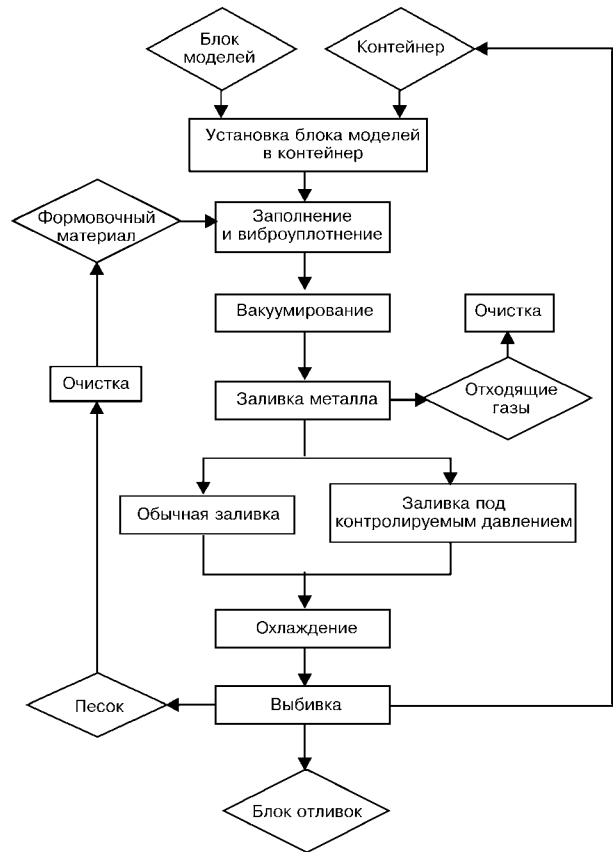 Блок
моделей
Контейнер
Установка блока моделей
в контейнер
Формовочный
материал
Заполнение
и виброуплотнение
Вакуумирование
Очистка
Очистка
Заливка металла
Отходящие
газы
Обычная заливка
Заливка под
контролируемым давлением
Охлаждение
Песок
Выбивка
Блок отливок